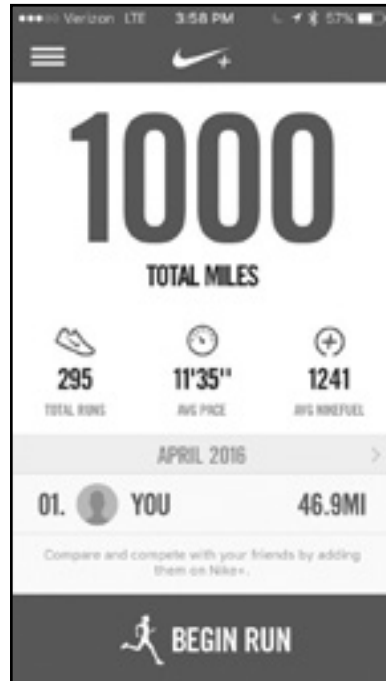 Verizon LTE 3:58 PM 57%
1000
TOTAL MILES
295 11'35" 1241
TOTAL RUNS AVG PACE AVG NIKEFUEL
APRIL 2016 >
01. YOU 46.9MI
Compare and compete with your friends by adding
them on Nike+.
BEGIN RUN